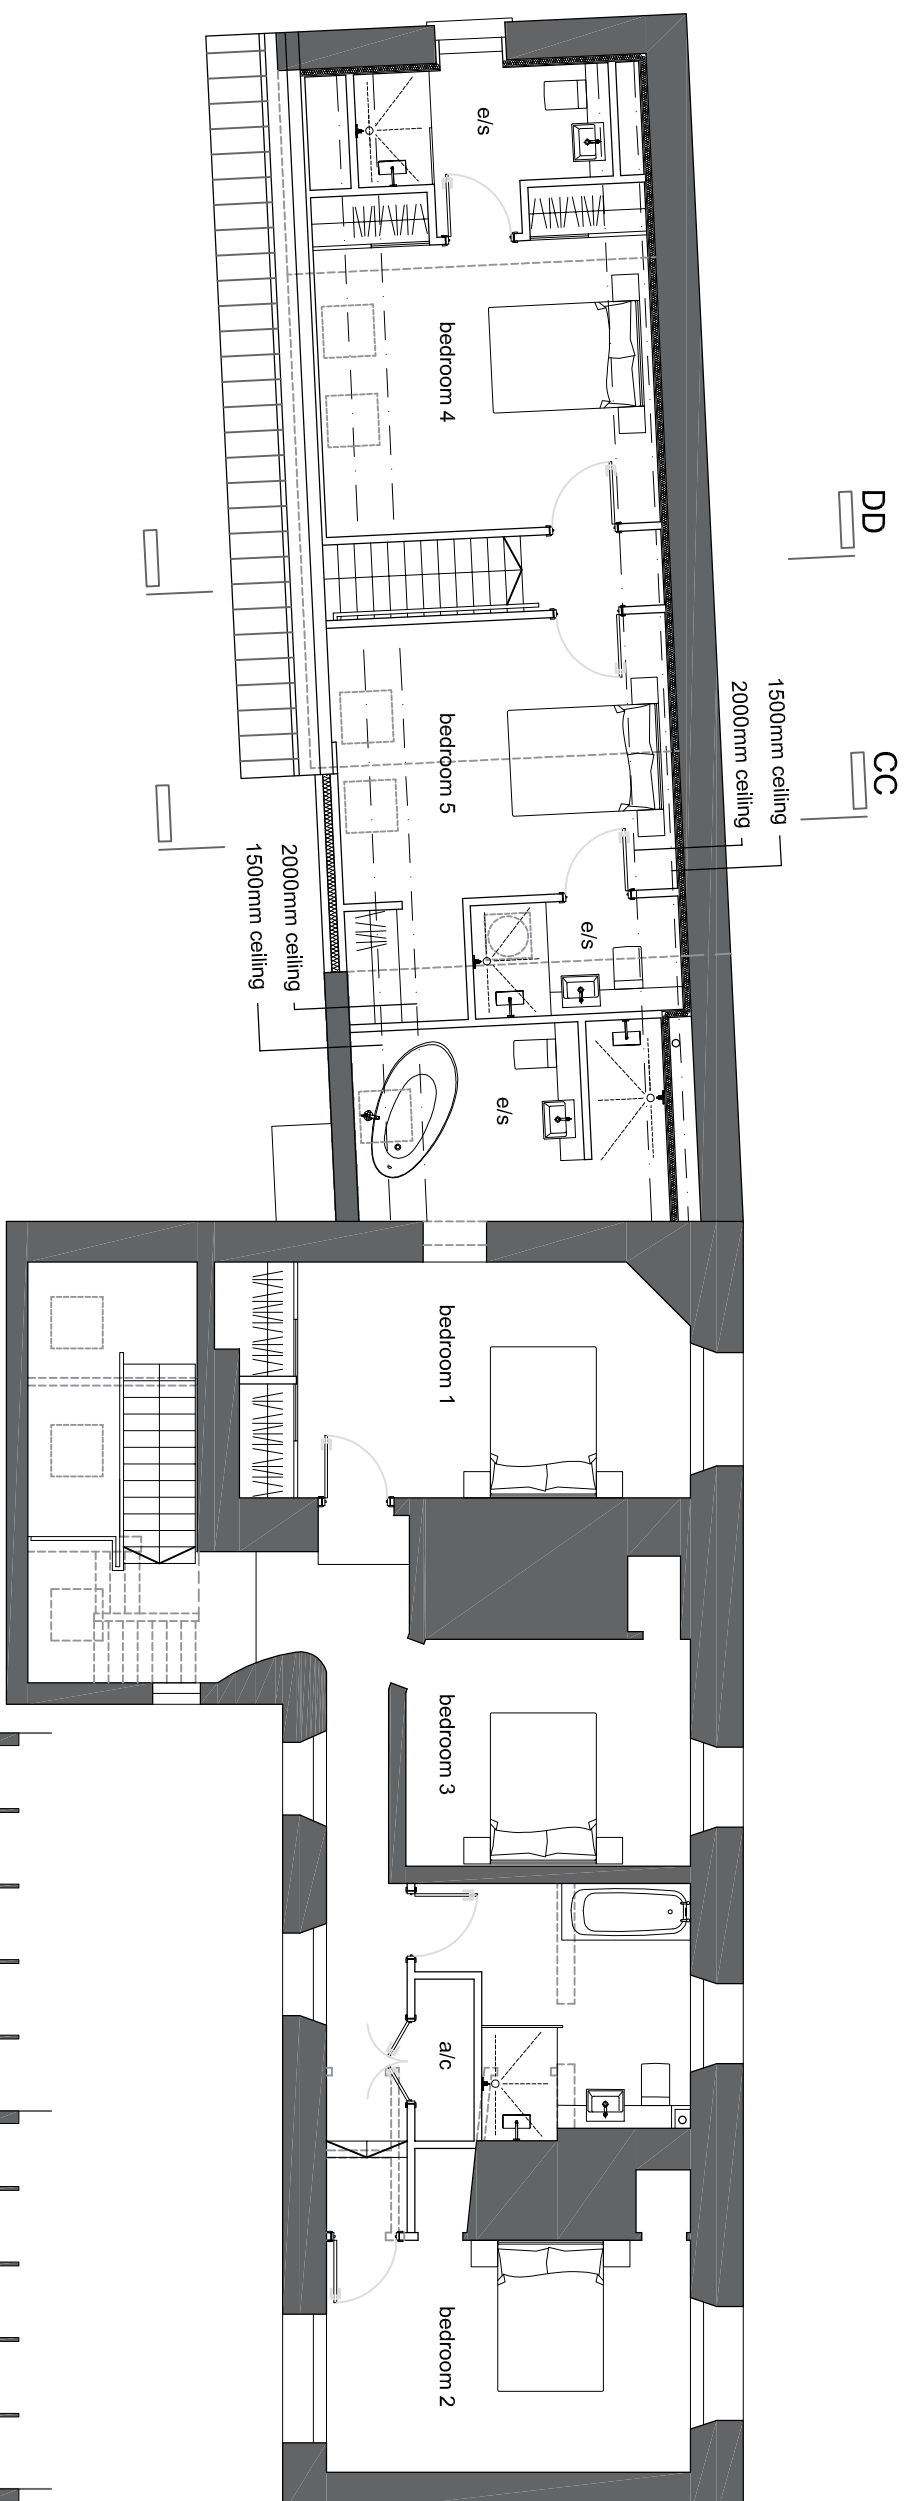 e/s
bedroom 4
DD
bedroom 5
1500mm ceiling
2000mm ceiling
CC
2000mm ceiling
1500mm ceiling
e/s
e/s
bedroom 1
bedroom 3
a/c
bedroom 2